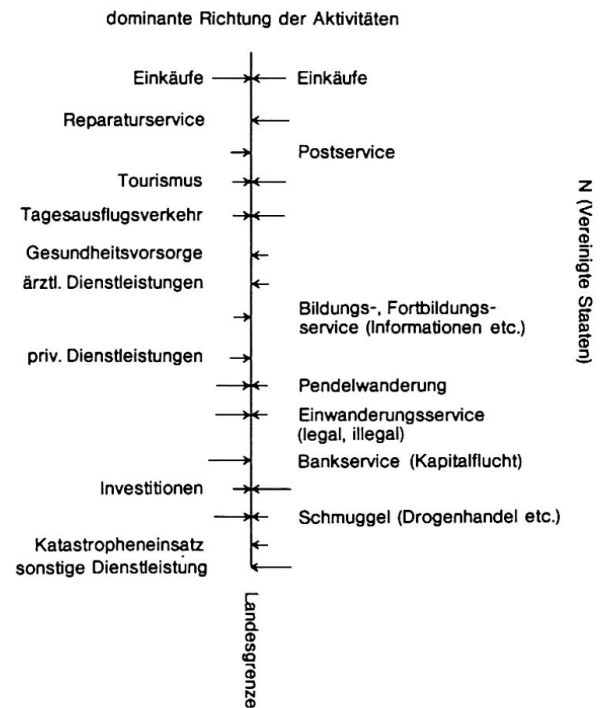 dominante Richtung der Aktivitäten
Einkäufe Einkäufe
Reparaturservice
Postservice
Tourismus
Tagesausflugsverkehr
Gesundheitsvorsorge
ärztl. Dienstleistungen
Bildungs-, Fortbildungs-
service (Informationen etc.)
priv. Dienstleistungen
Pendelwanderung
Einwanderungsservice
(legal, illegal)
Bankservice (Kapitalflucht)
Investitionen
Schmuggel (Drogenhandel etc.)
Katastropheneinsatz
sonstige Dienstleistung
Landesgrenze
N (Vereinigte Staaten)